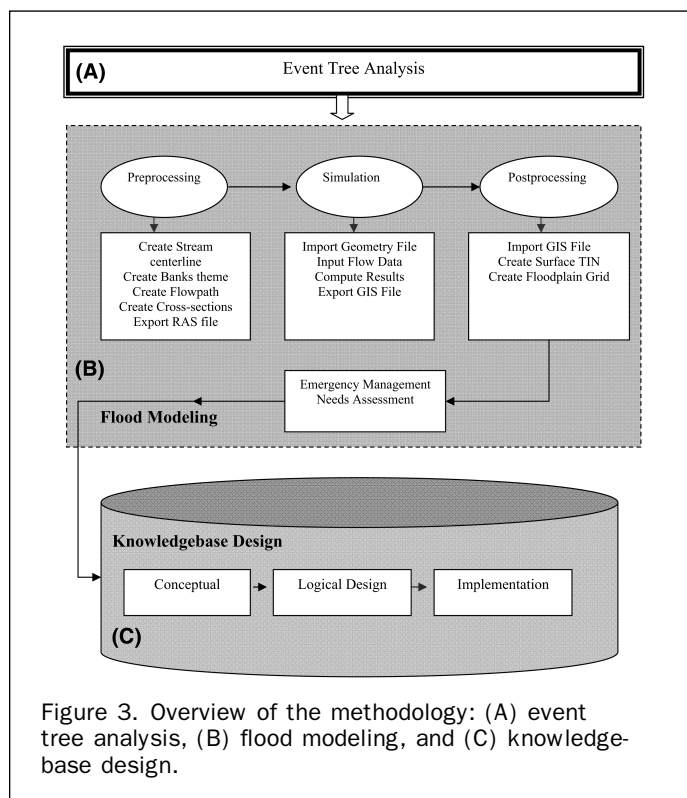 (A)
Event Tree Analysis
Preprocessing
Simulation
Postprocessing
Create Stream
centerline
Create Banks theme
Create Flowpath
Create Cross-sections
Export RAS file
Import Geometry File
Input Flow Data
Compute Results
Export GIS File
Import GIS File
Create Surface TIN
Create Floodplain Grid
(B)
Emergency Management
Needs Assessment
Flood Modeling
Knowledgebase Design
Conceptual
Logical Design
Implementation
(C)
Figure 3. Overview of the methodology: (A) event
tree analysis, (B) flood modeling, and (C) knowledge-
base design.